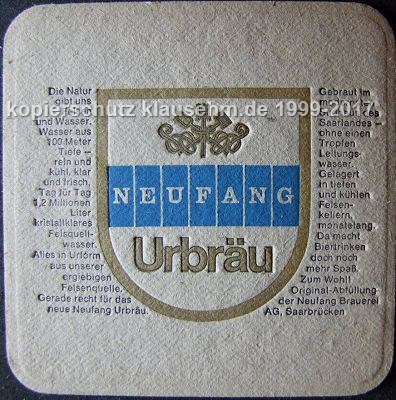 Die Natur
gibt uns
und Wasser.
Wasser aus
100 Meter
Tiefe –
rein und
kühl, klar
und frisch.
Tag für Tag
1,2 Millionen
Liter
kristallklares
Felsquell-
wasser.
Alles in Urform
aus unserer
ergiebigen
Felsenquelle.
Gerade recht für das
neue Neufang Urbräu.
kopierschutz klausehm.de 1999-2017
NEUFANG
Urbräu
Gebraut im
des
Saarlandes –
ohne einen
Tropfen
Leitungs-
wasser.
Gelagert
in tiefen
und kühlen
Felsen-
kellern,
monatelang.
Da macht
Biertrinken
doch noch
mehr Spaß.
Zum Wohl!
Original-Abfüllung
der Neufang Brauerei
AG, Saarbrücken